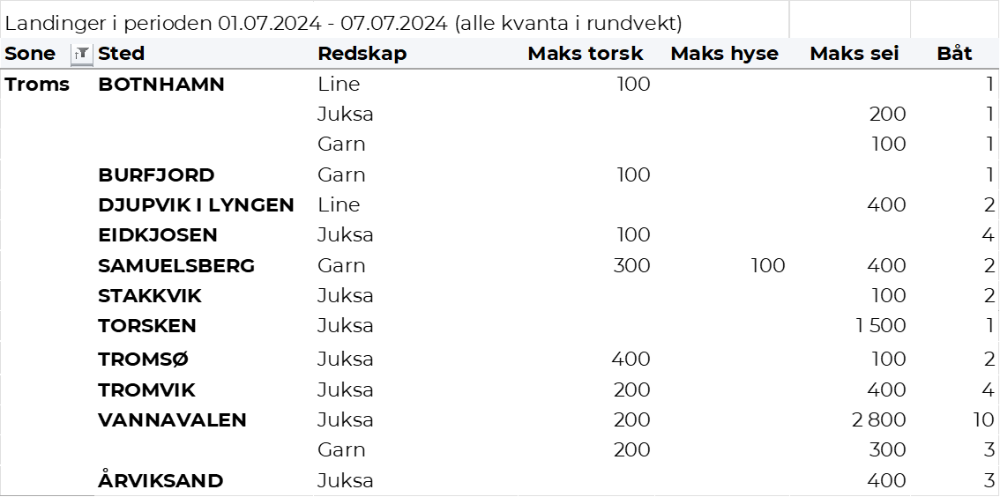 Landinger i perioden 01.07.2024 - 07.07.2024 (alle kvanta i rundvekt)
Sone Sted Redskap Maks torsk Maks hyse Maks sei Båt
Troms BOTNHAMN Line 100 1
Juksa 200 1
Garn 100 1
BURFJORD Garn 100 1
DJUPVIK I LYNGEN Line 400 2
EIDKJOSEN Juksa 100 4
SAMUELSBERG Garn 300 100 400 2
STAKKVIK Juksa 100 2
TORSKEN Juksa 1 500 1
TROMSØ Juksa 400 100 2
TROMVIK Juksa 200 400 4
VANNAVALEN Juksa 200 2 800 10
Garn 200 300 3
ÅRVIKSAND Juksa 400 3